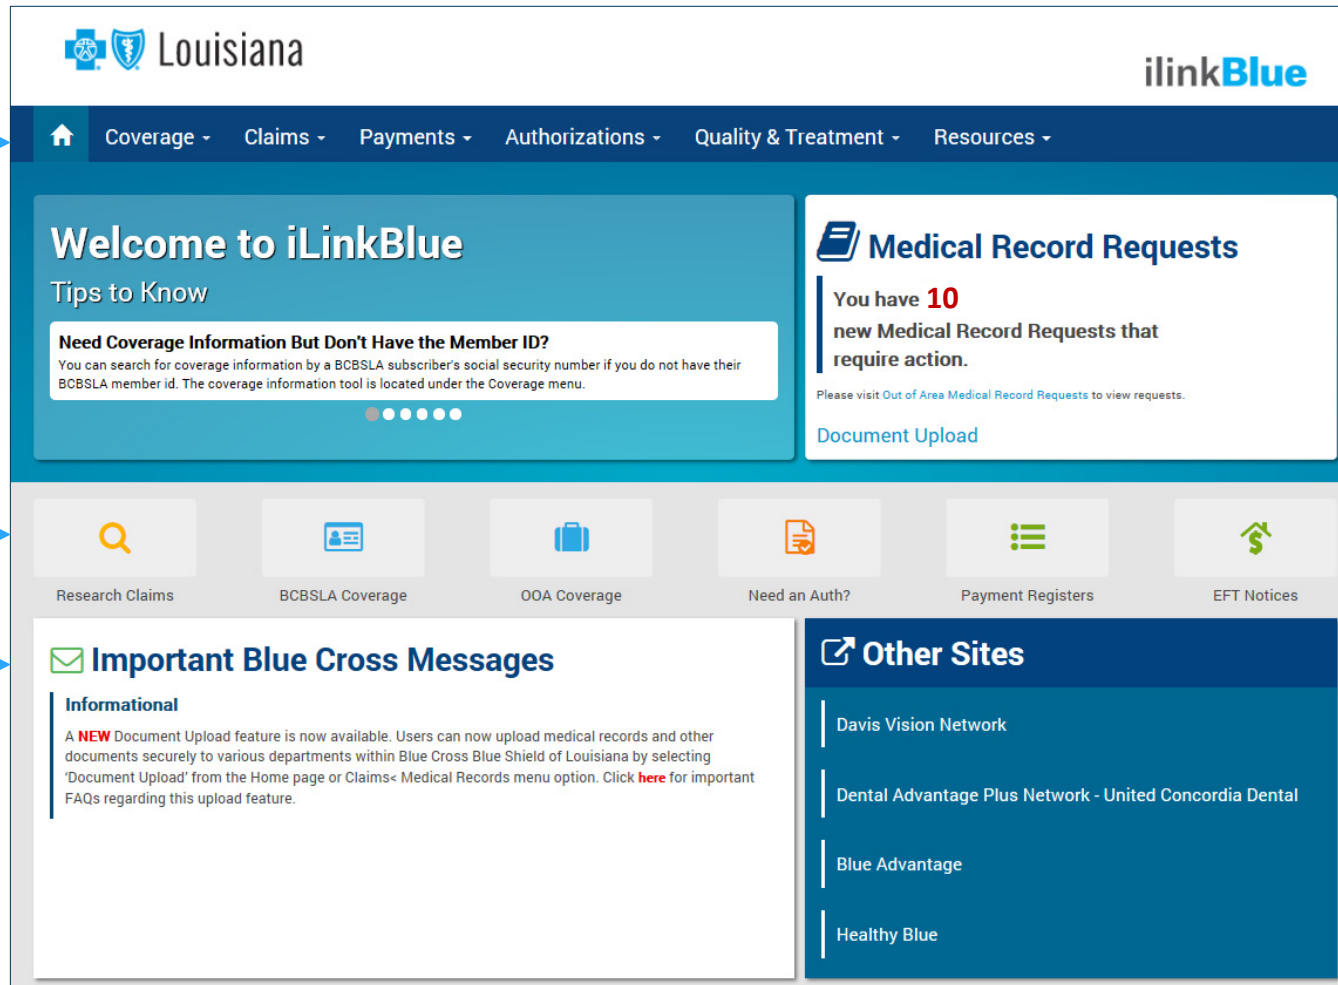 Louisiana
ilinkBlue
Coverage Claims Payments Authorizations Quality & Treatment Resources
Welcome to iLinkBlue
Tips to Know
Need Coverage Information But Don't Have the Member ID?
You can search for coverage information by a BCBSLA subscriber's social security number if you do not have their
BCBSLA member id. The coverage information tool is located under the Coverage menu.
Medical Record Requests
You have 10
new Medical Record Requests that
require action.
Please visit Out of Area Medical Record Requests to view requests.
Document Upload
Research Claims
BCBSLA Coverage
OOA Coverage
Need an Auth?
Payment Registers
EFT Notices
Important Blue Cross Messages
Informational
A NEW Document Upload feature is now available. Users can now upload medical records and other
documents securely to various departments within Blue Cross Blue Shield of Louisiana by selecting
'Document Upload' from the Home page or Claims< Medical Records menu option. Click here for important
FAQs regarding this upload feature.
Other Sites
Davis Vision Network
Dental Advantage Plus Network - United Concordia Dental
Blue Advantage
Healthy Blue